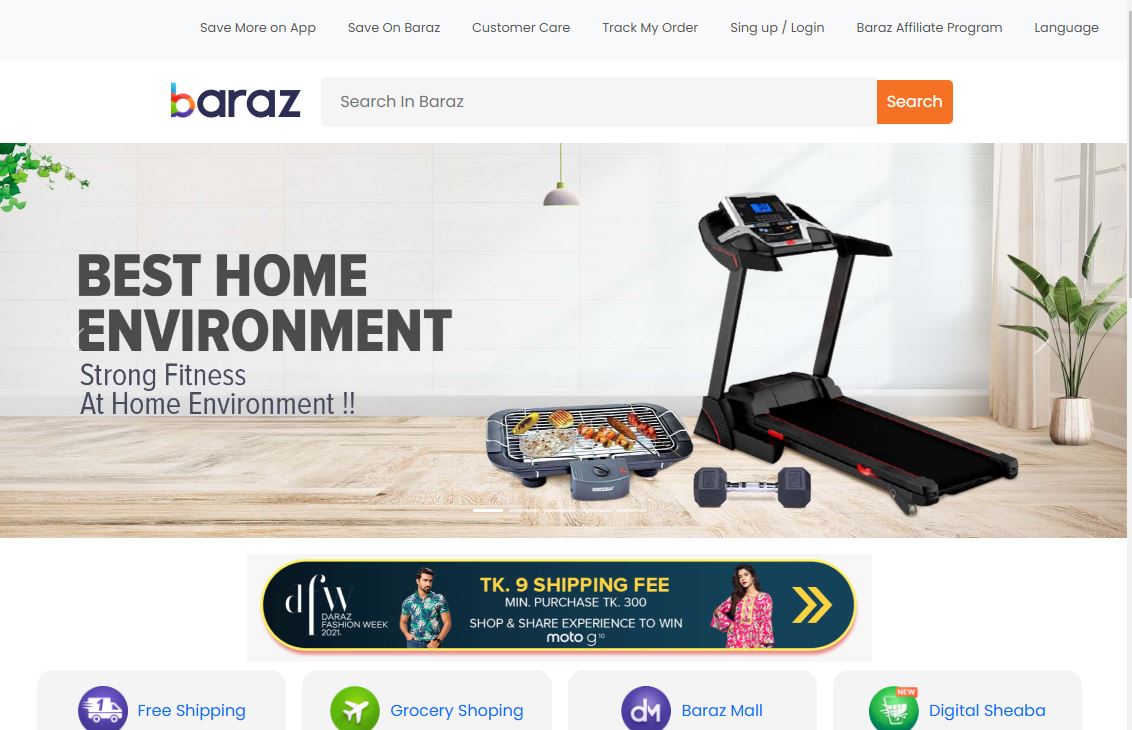 Save More on App Save On Baraz Customer Care Track My Order Sing up / Login Baraz Affiliate Program Language
baraz Search In Baraz Search
BEST HOME
ENVIRONMENT
Strong Fitness
At Home Environment !!
dfw
DARAZ
FASHION WEEK
2021.
TK. 9 SHIPPING FEE
MIN. PURCHASE TK. 300
SHOP & SHARE EXPERIENCE TO WIN
moto g10
1 Free Shipping
Grocery Shoping
dM Baraz Mall
NEW Digital Sheaba